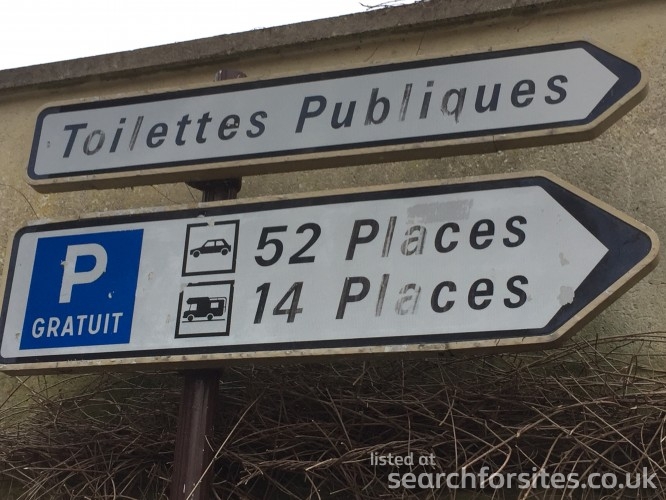 Toilettes Publiques
P
GRATUIT
52 Places
14 Places
listed at
searchforsites.co.uk